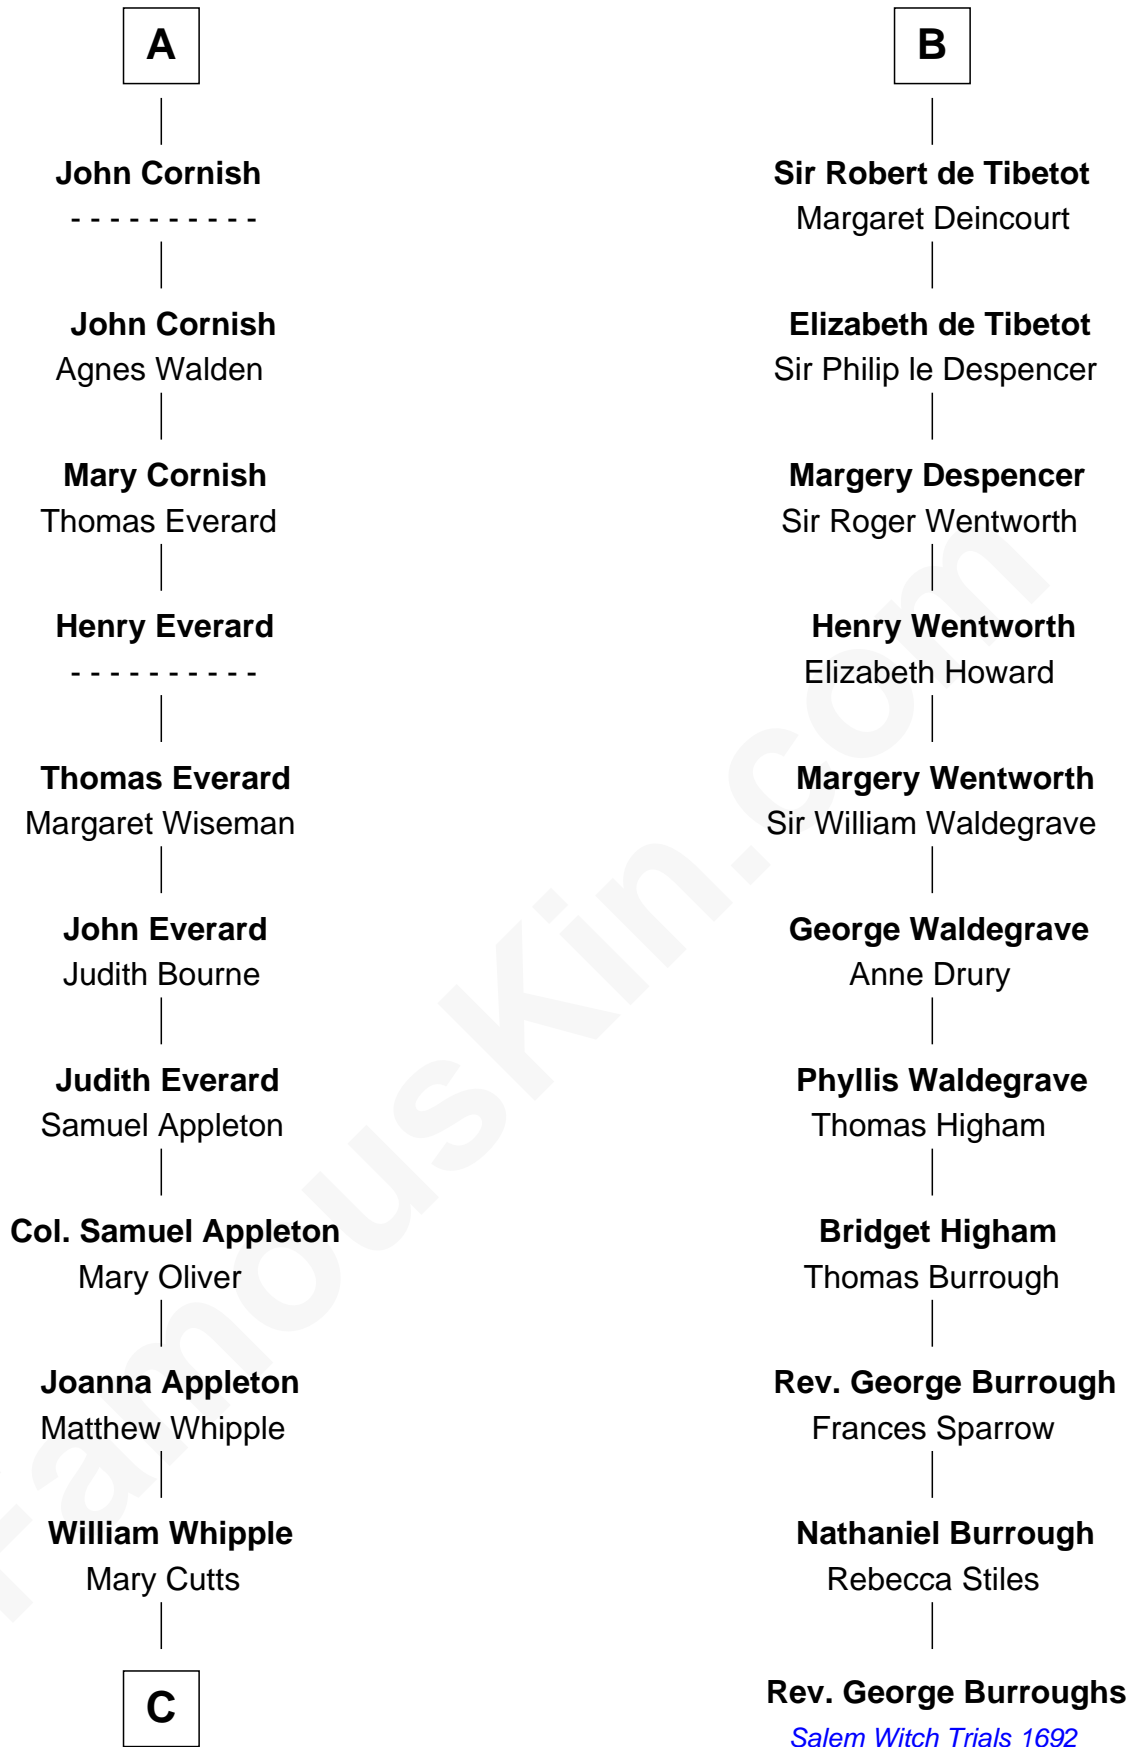 A
John Cornish
- - - - - - - - - -
John Cornish
Agnes Walden
Mary Cornish
Thomas Everard
Henry Everard
- - - - - - - - - -
Thomas Everard
Margaret Wiseman
John Everard
Judith Bourne
Judith Everard
Samuel Appleton
Col. Samuel Appleton
Mary Oliver
Joanna Appleton
Matthew Whipple
William Whipple
Mary Cutts
C
B
Sir Robert de Tibetot
Margaret Deincourt
Elizabeth de Tibetot
Sir Philip le Despencer
Margery Despencer
Sir Roger Wentworth
Henry Wentworth
Elizabeth Howard
Margery Wentworth
Sir William Waldegrave
George Waldegrave
Anne Drury
Phyllis Waldegrave
Thomas Higham
Bridget Higham
Thomas Burrough
Rev. George Burrough
Frances Sparrow
Nathaniel Burrough
Rebecca Stiles
Rev. George Burroughs
Salem Witch Trials 1692
FamousKin.com